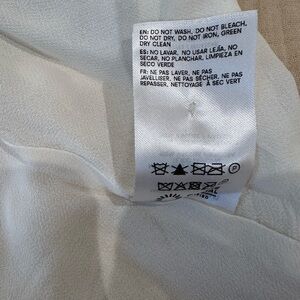 EN: DO NOT WASH, DO NOT BLEACH,
DO NOT DRY, DO NOT IRON, GREEN
DRY CLEAN
ES: NO LAVAR, NO USAR LEJÍA, NO
SECAR, NO PLANCHAR, LIMPIEZA EN
SECO VERDE
FR: NE PAS LAVER, NE PAS
JAVELLISER, NE PAS SÉCHER, NE PAS
REPASSER, NETTOYAGE À SEC VERT
P